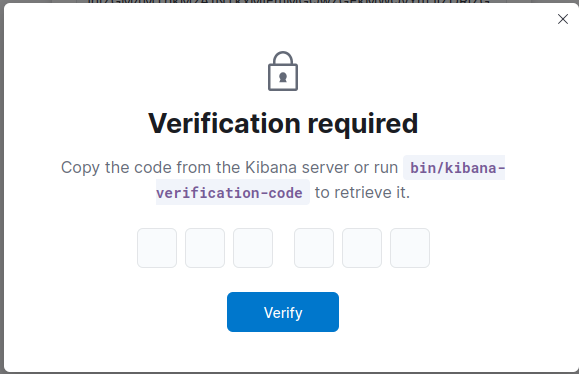 Verification required
Copy the code from the Kibana server or run bin/kibana-
verification-code to retrieve it.
Verify